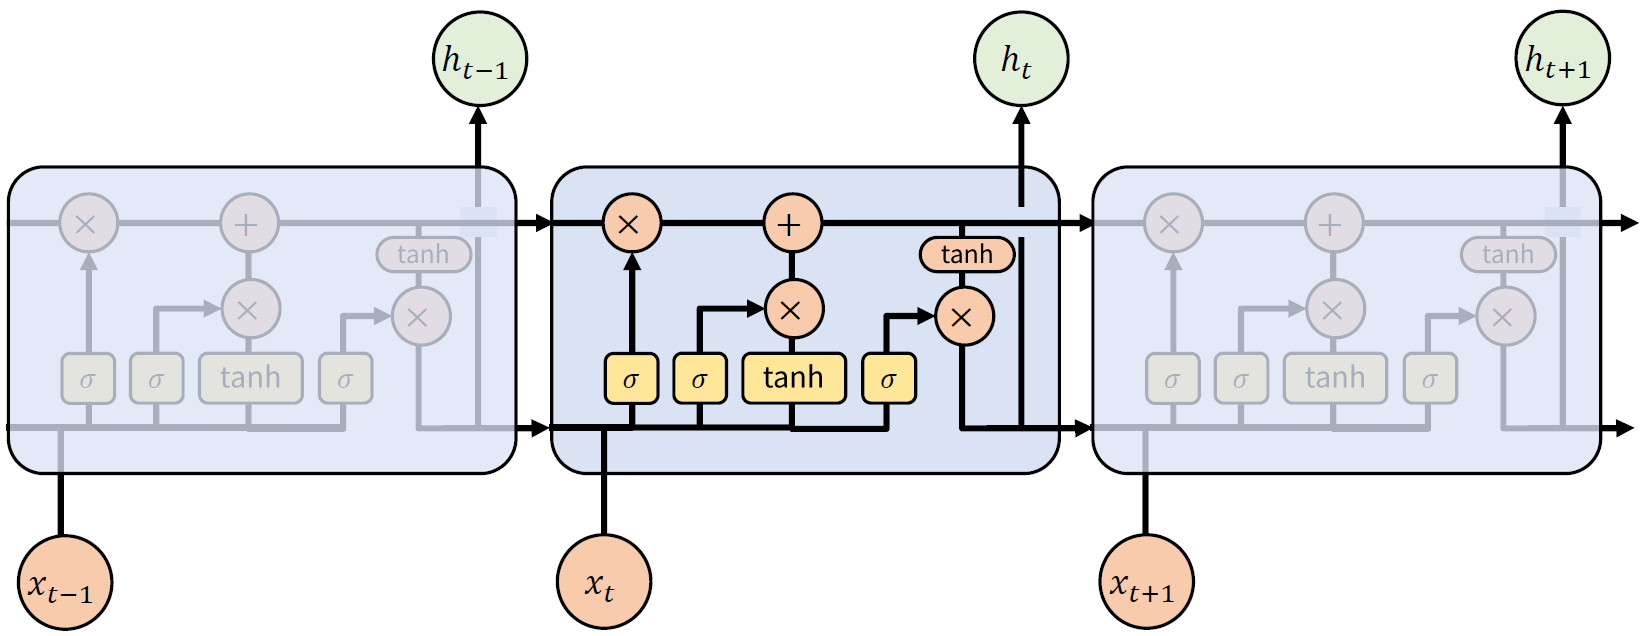 h_{t−1} h_t h_{t+1}
× + × + × +
tanh tanh tanh
× × × × × ×
σ σ tanh σ σ σ tanh σ σ σ tanh σ
x_{t−1} x_t x_{t+1}